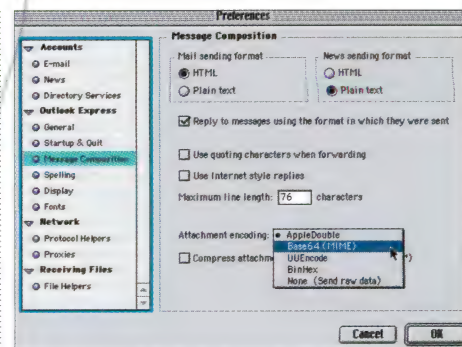 Preferences
Accounts
E-mail
News
Directory Services
Outlook Express
General
Startup & Quit
Message Composition
Spelling
Display
Fonts
Network
Protocol Helpers
Proxies
Receiving Files
File Helpers
Message Composition
Mail sending format
HTML
Plain text
News sending format
HTML
Plain text
Reply to messages using the format in which they were sent
Use quoting characters when forwarding
Use Internet style replies
Maximum line length: 76 characters
Attachment encoding:
AppleDouble
Base64 (MIME)
UUEncode
BinHex
None (Send raw data)
Compress attachm
Cancel
OK